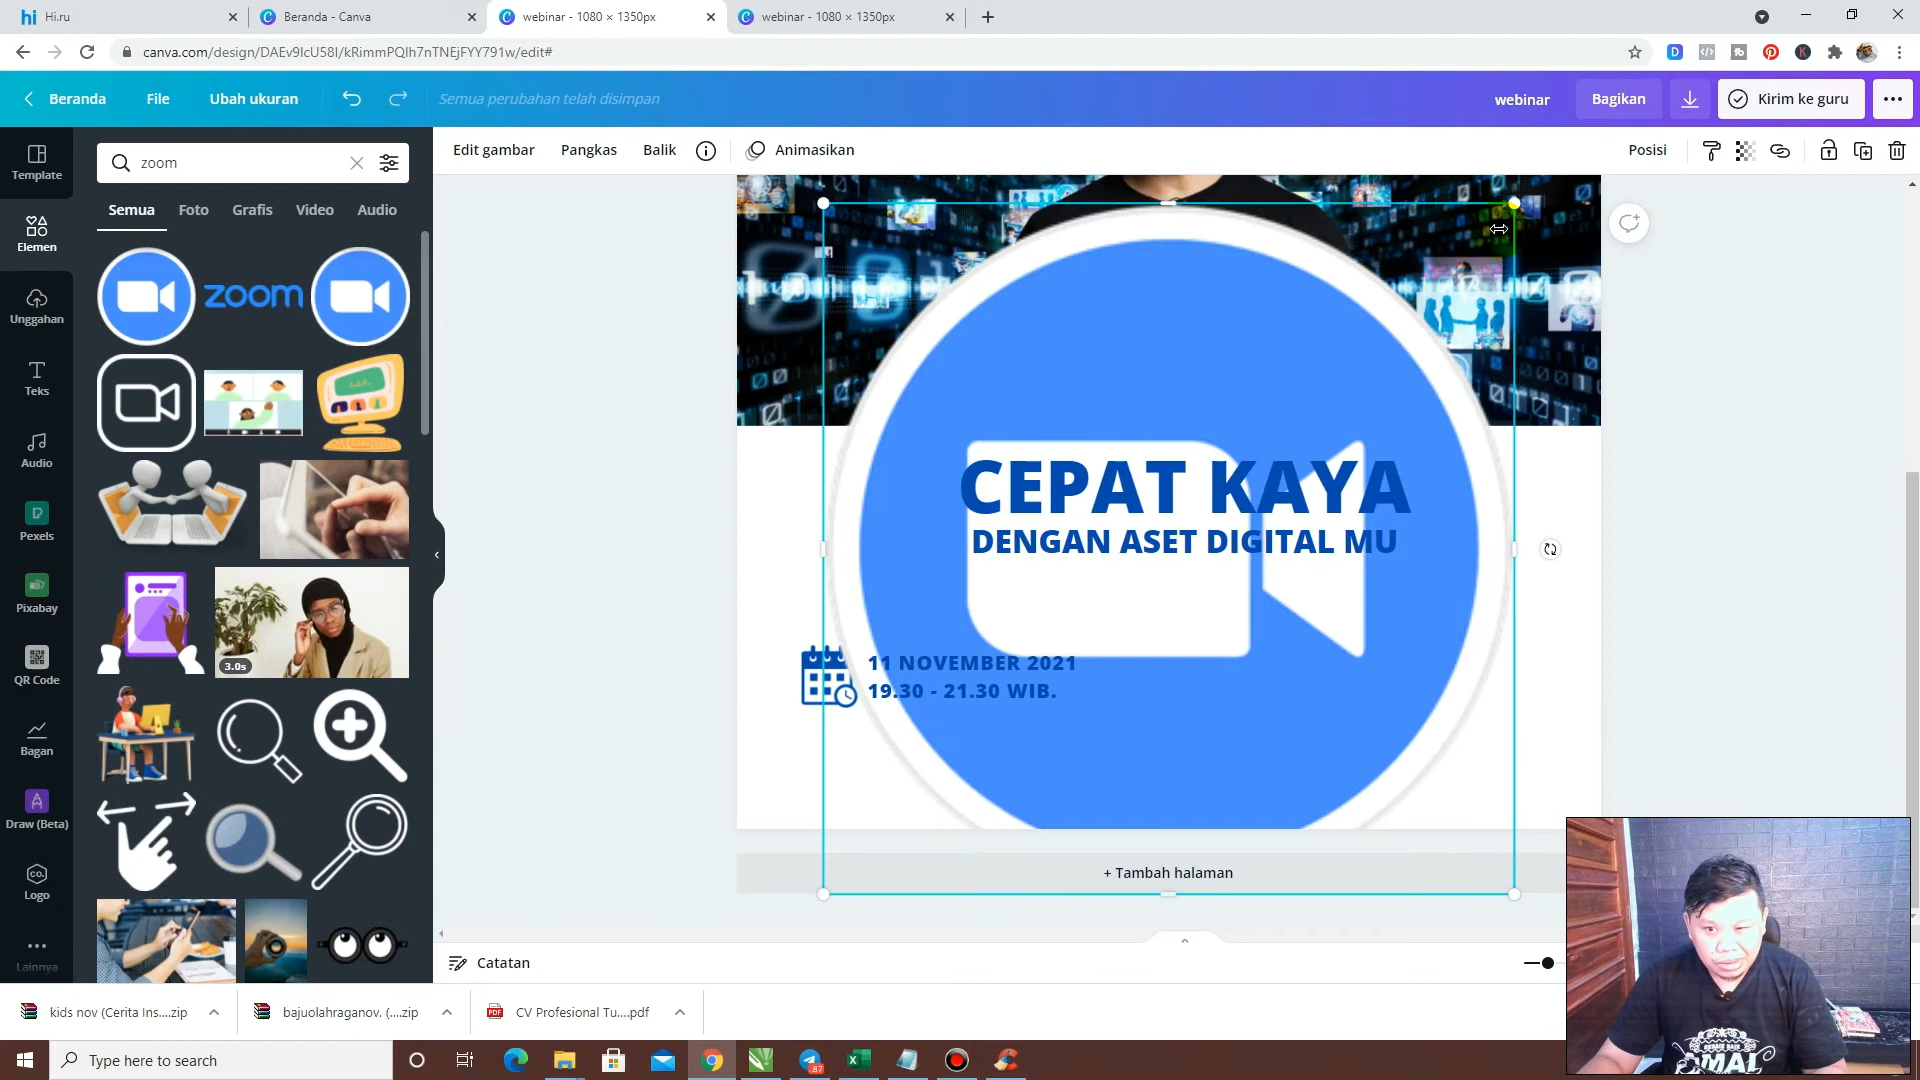 Hi.ru
Beranda - Canva
webinar - 1080 × 1350px
webinar - 1080 × 1350px
canva.com/design/DAEv9IcU58I/kRimmPQIh7nTNEjFYY791w/edit#
Beranda
File
Ubah ukuran
Semua perubahan telah disimpan
webinar
Bagikan
Kirim ke guru
Template
Elemen
Unggahan
Teks
Audio
Pexels
Pixabay
QR Code
Bagan
Draw (Beta)
Logo
Lainnya
zoom
Semua
Foto
Grafis
Video
Audio
zoom
3.0s
Edit gambar
Pangkas
Balik
Animasikan
Posisi
CEPAT KAYA
DENGAN ASET DIGITAL MU
11 NOVEMBER 2021
19.30 - 21.30 WIB.
+ Tambah halaman
Catatan
kids nov (Cerita Ins....zip
bajuolahraganov. (....zip
CV Profesional Tu....pdf
Type here to search
87